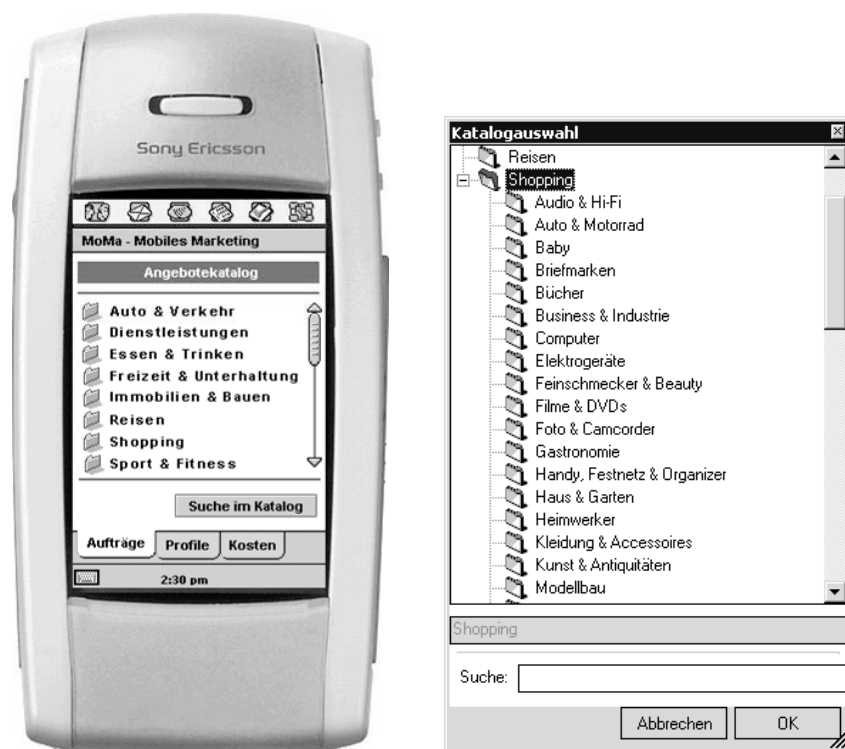 Sony Ericsson
MoMa - Mobiles Marketing
Angebotekatalog
Auto & Verkehr
Dienstleistungen
Essen & Trinken
Freizeit & Unterhaltung
Immobilien & Bauen
Reisen
Shopping
Sport & Fitness
Suche im Katalog
Aufträge Profile Kosten
2:30 pm
Katalogauswahl
Reisen
Shopping
Audio & Hi-Fi
Auto & Motorrad
Baby
Briefmarken
Bücher
Business & Industrie
Computer
Elektrogeräte
Feinschmecker & Beauty
Filme & DVDs
Foto & Camcorder
Gastronomie
Handy, Festnetz & Organizer
Haus & Garten
Heimwerker
Kleidung & Accessoires
Kunst & Antiquitäten
Modellbau
Shopping
Suche:
Abbrechen OK